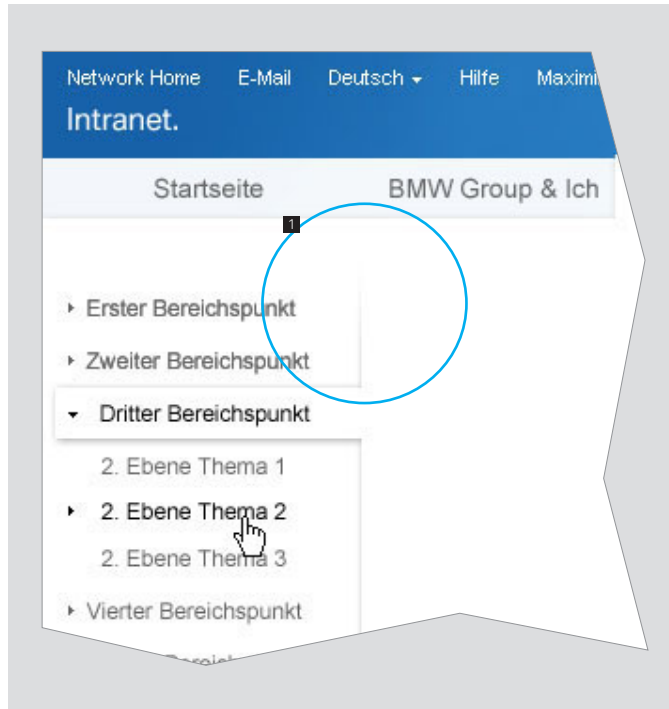 Network Home E-Mail Deutsch Hilfe Maximi
Intranet.
Startseite BMW Group & Ich
1
Erster Bereichspunkt
Zweiter Bereichspunkt
Dritter Bereichspunkt
2. Ebene Thema 1
2. Ebene Thema 2
2. Ebene Thema 3
Vierter Bereichspunkt